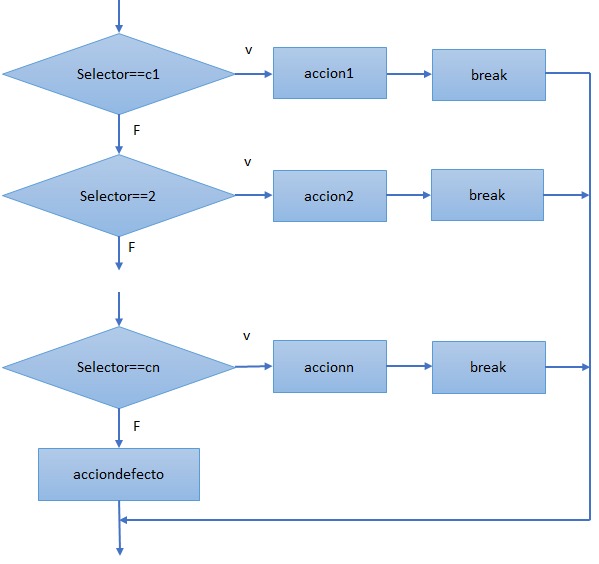 v
Selector==c1
accion1
break
F
v
Selector==2
accion2
break
F
v
Selector==cn
accionn
break
F
acciondefecto